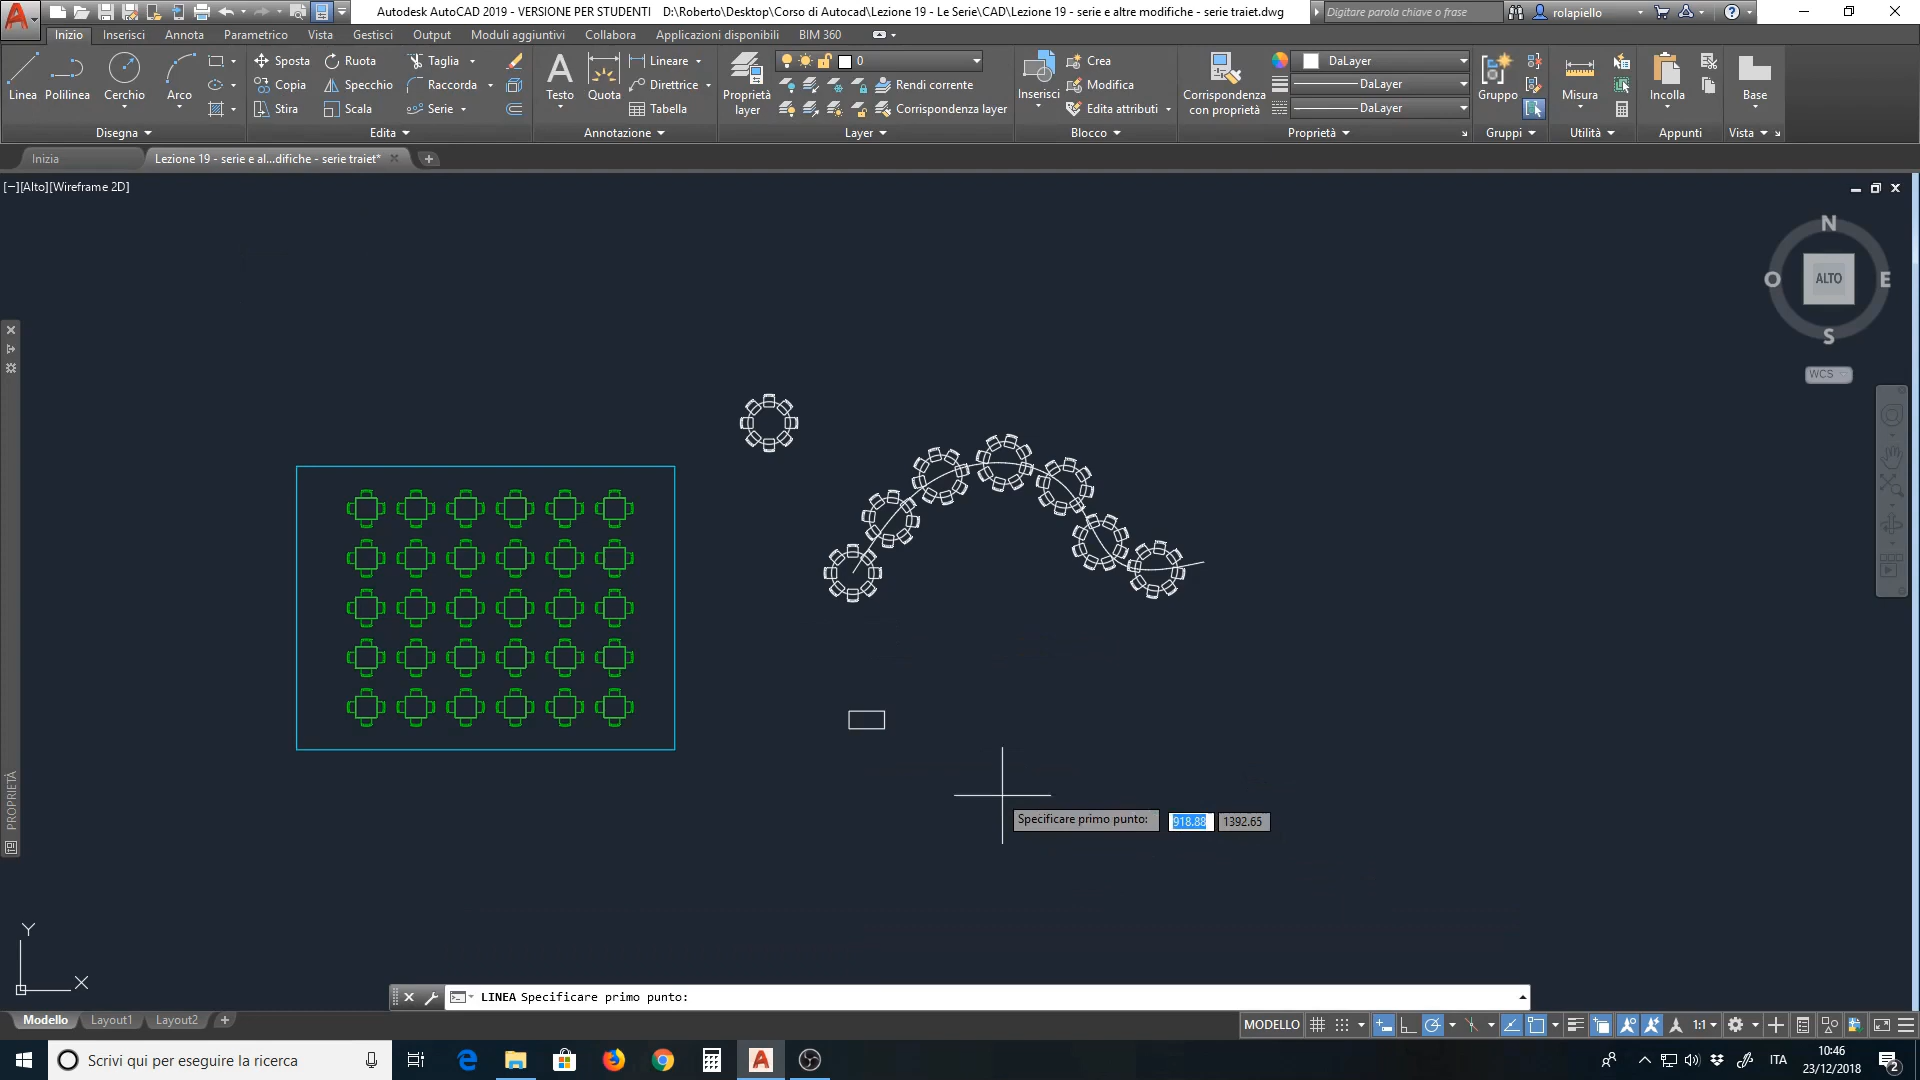 Autodesk AutoCAD 2019 - VERSIONE PER STUDENTI D:\Roberto\Desktop\Corso di Autocad\Lezione 19 - Le Serie\CAD\Lezione 19 - serie e altre modifiche - serie traiet.dwg
Digitare parola chiave o frase
rolapiello
Inizio Inserisci Annota Parametrico Vista Gestisci Output Moduli aggiuntivi Collabora Applicazioni disponibili BIM 360
Sposta Ruota Taglia Lineare 0 Crea DaLayer
Linea Polilinea Cerchio Arco
Copia Specchio Raccorda
Testo Quota
Direttrice
Proprietà layer
Rendi corrente
Inserisci
Modifica
Corrispondenza con proprietà
DaLayer
Gruppo Misura Incolla Base
Stira Scala Serie Tabella Corrispondenza layer Edita attributi DaLayer
Disegna Edita Annotazione Layer Blocco Proprietà Gruppi Utilità Appunti Vista
Inizia Lezione 19 - serie e al...difiche - serie traiet*
[−][Alto][Wireframe 2D]
N
O ALTO E
S
WCS
PROPRIETÀ
Specificare primo punto: 918.88 1392.65
Y
X
LINEA Specificare primo punto:
Modello Layout1 Layout2
MODELLO 1:1
Scrivi qui per eseguire la ricerca
ITA
10:46
23/12/2018
2